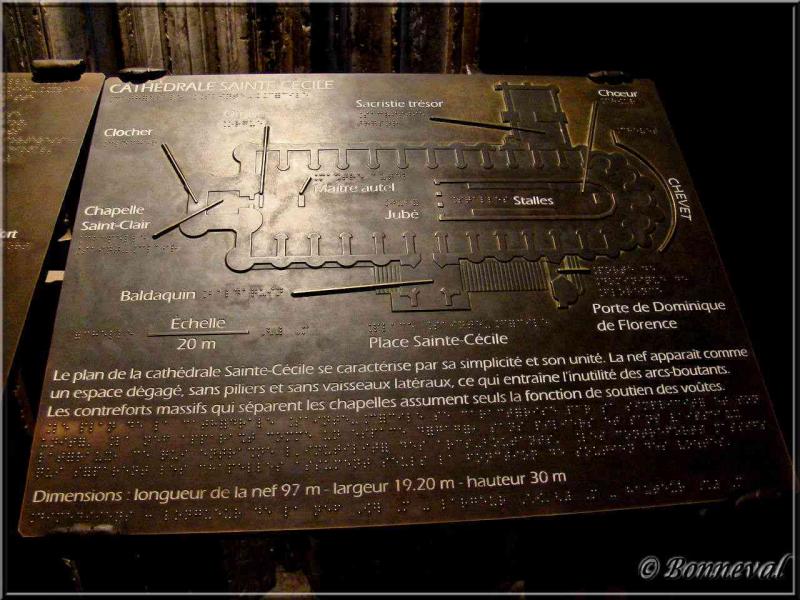 CATHÉDRALE SAINTE-CÉCILE
Sacristie trésor
Chœur
Clocher
Maître autel
CHEVET
Stalles
Chapelle
Saint-Clair
Jubé
Baldaquin
Porte de Dominique
de Florence
Échelle
20 m
Place Sainte-Cécile
Le plan de la cathédrale Sainte-Cécile se caractérise par sa simplicité et son unité. La nef apparaît comme
un espace dégagé, sans piliers et sans vaisseaux latéraux, ce qui entraîne l'inutilité des arcs-boutants.
Les contreforts massifs qui séparent les chapelles assument seuls la fonction de soutien des voûtes.
Dimensions : longueur de la nef 97 m - largeur 19.20 m - hauteur 30 m
© Bonneval